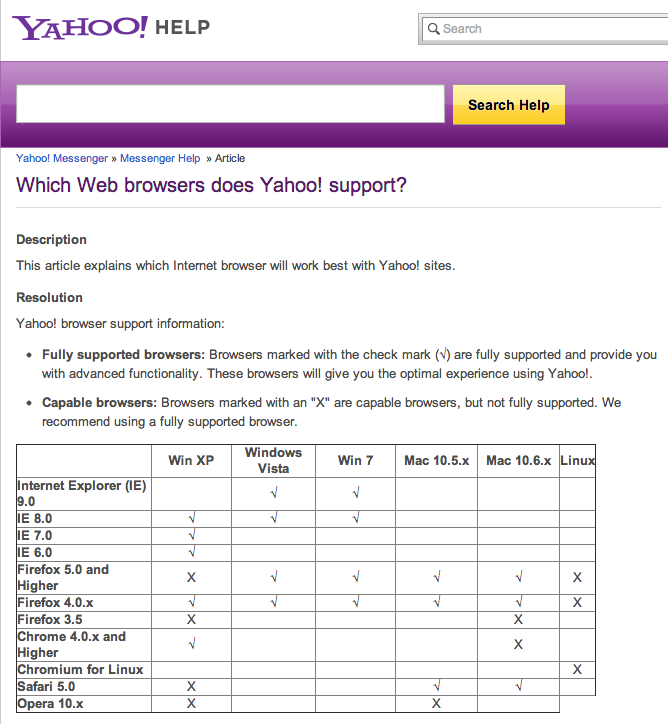 YAHOO! HELP
Search
Search Help
Yahoo! Messenger » Messenger Help » Article
Which Web browsers does Yahoo! support?
Description
This article explains which Internet browser will work best with Yahoo! sites.
Resolution
Yahoo! browser support information:
• Fully supported browsers: Browsers marked with the check mark (√) are fully supported and provide you
with advanced functionality. These browsers will give you the optimal experience using Yahoo!.
• Capable browsers: Browsers marked with an "X" are capable browsers, but not fully supported. We
recommend using a fully supported browser.
Win XP Windows Vista Win 7 Mac 10.5.x Mac 10.6.x Linux
Internet Explorer (IE) 9.0 √ √
IE 8.0 √ √ √
IE 7.0 √
IE 6.0 √
Firefox 5.0 and Higher X √ √ √ √ X
Firefox 4.0.x √ √ √ √ √ X
Firefox 3.5 X X
Chrome 4.0.x and Higher √ X
Chromium for Linux X
Safari 5.0 X √ √
Opera 10.x X X